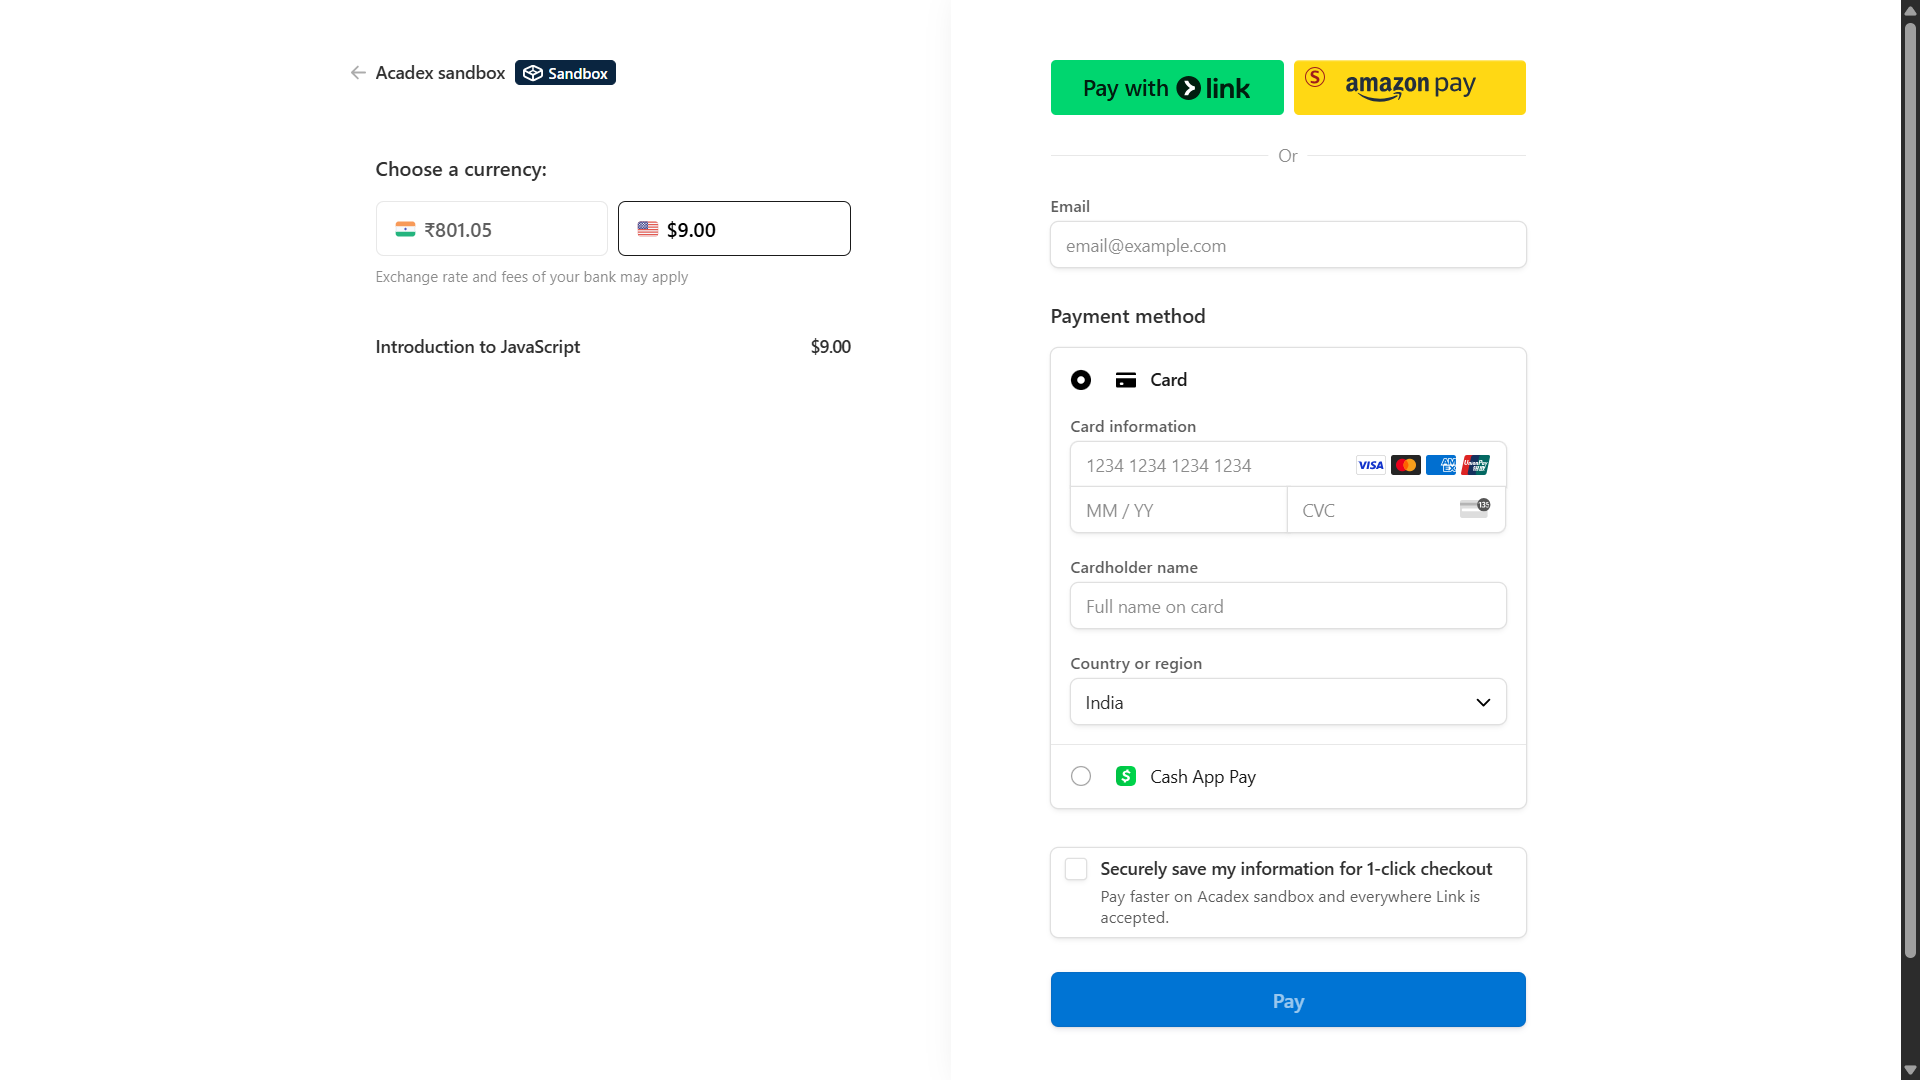 Acadex sandbox Sandbox
Choose a currency:
₹801.05 $9.00
Exchange rate and fees of your bank may apply
Introduction to JavaScript $9.00
Pay with link
S amazon pay
Or
Email
email@example.com
Payment method
Card
Card information
1234 1234 1234 1234 VISA AM EX UnionPay
MM / YY CVC 135
Cardholder name
Full name on card
Country or region
India
$ Cash App Pay
Securely save my information for 1-click checkout
Pay faster on Acadex sandbox and everywhere Link is
accepted.
Pay